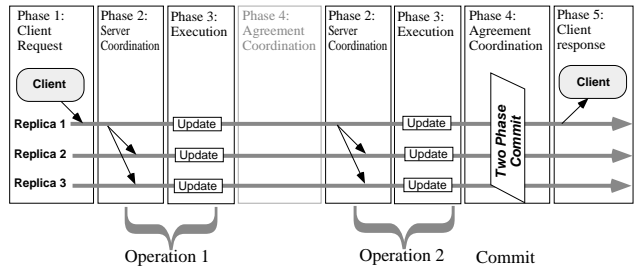 Phase 1:
Client
Request
Phase 2:
Server
Coordination
Phase 3:
Execution
Phase 4:
Agreement
Coordination
Phase 2:
Server
Coordination
Phase 3:
Execution
Phase 4:
Agreement
Coordination
Phase 5:
Client
response
Client
Client
Replica 1
Update
Update
Replica 2
Update
Update
Replica 3
Update
Update
Two Phase
Commit
Operation 1
Operation 2
Commit